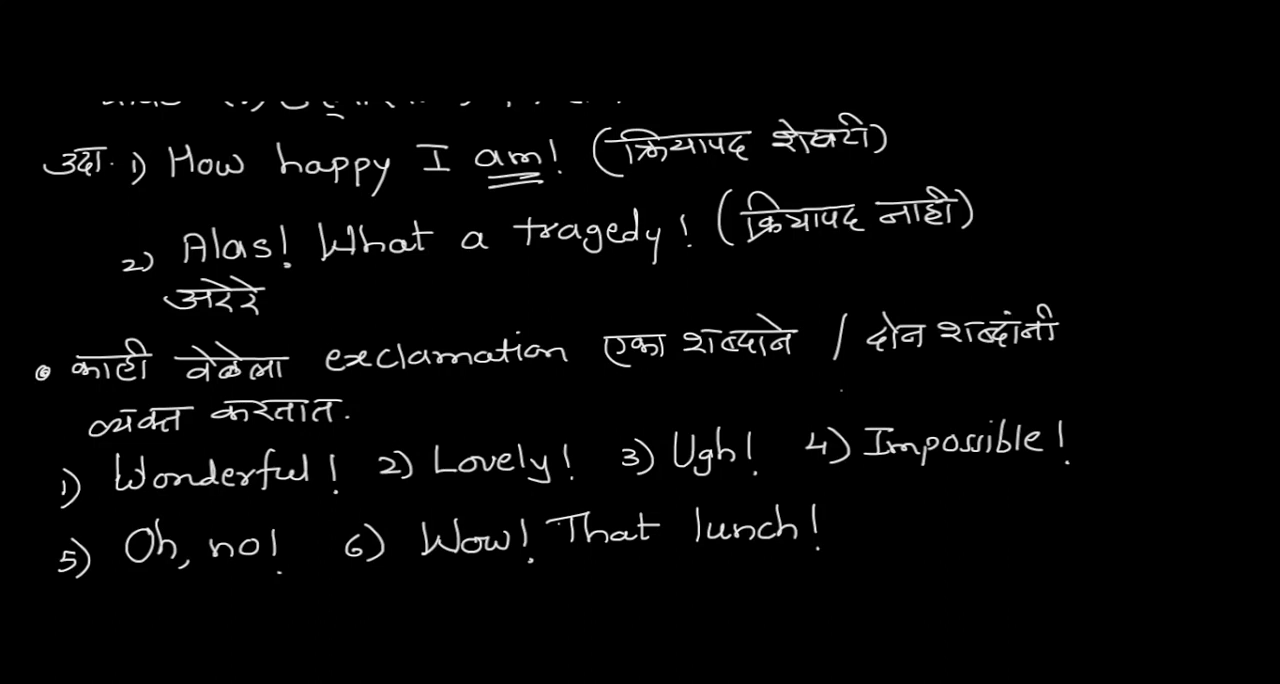 उदा. 1) How happy I am! (क्रियापद शेवटी)
2) Alas! What a tragedy! (क्रियापद नाही)
अरेरे
• काही वेळेला exclamation एका शब्दाने / दोन शब्दांनी
व्यक्त करतात.
1) Wonderful! 2) Lovely! 3) Ugh! 4) Impossible!
5) Oh, no! 6) Wow! That lunch!